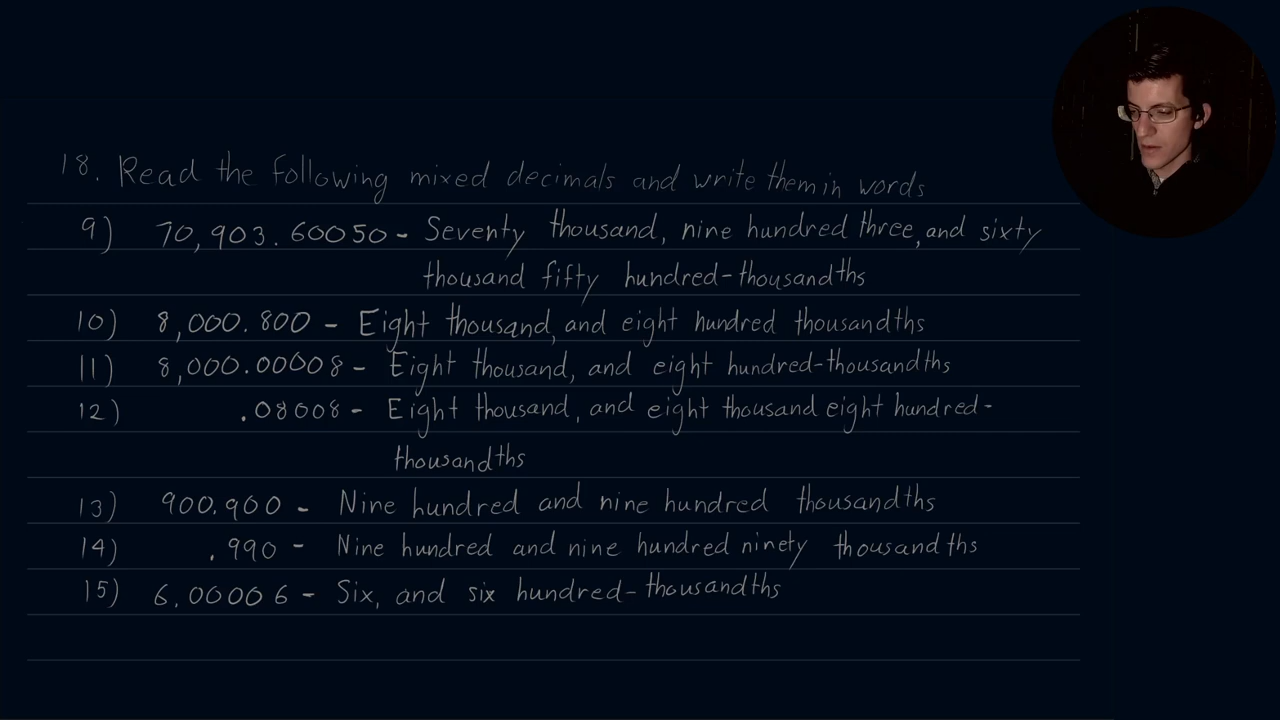 18. Read the following mixed decimals and write them in words
9) 70,903.60050 - Seventy thousand, nine hundred three, and sixty
thousand fifty hundred-thousandths
10) 8,000.800 - Eight thousand, and eight hundred thousandths
11) 8,000.00008 - Eight thousand, and eight hundred-thousandths
12) .08008 - Eight thousand, and eight thousand eight hundred-
thousandths
13) 900.900 - Nine hundred and nine hundred thousandths
14) .990 - Nine hundred and nine hundred ninety thousandths
15) 6.00006 - Six, and six hundred-thousandths